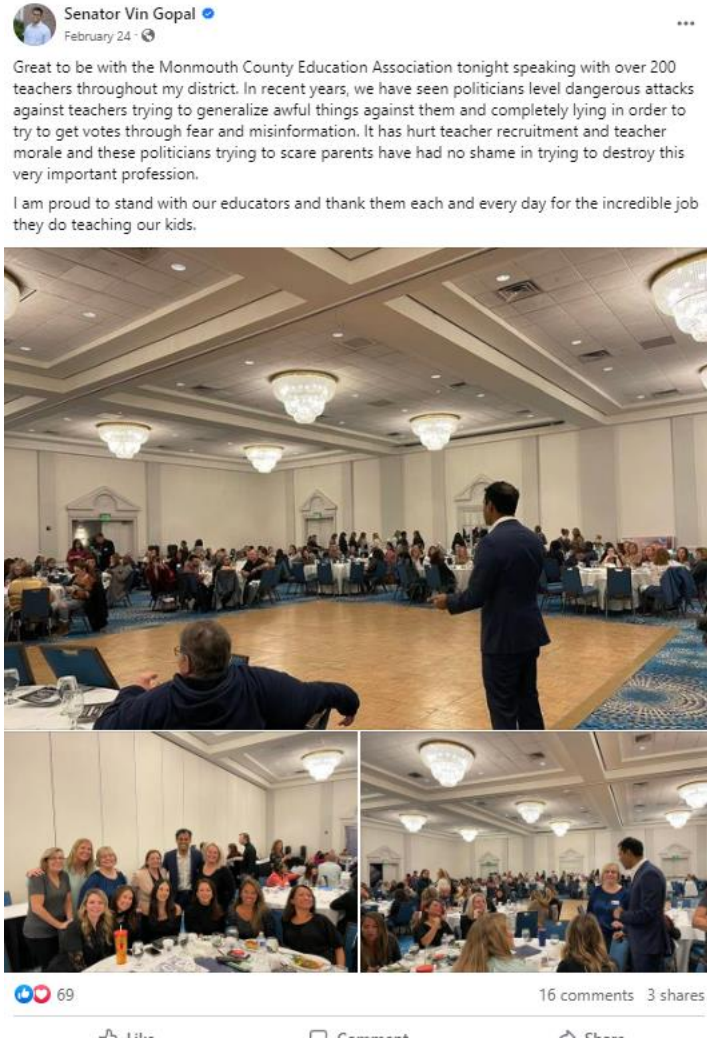 Senator Vin Gopal
February 24 ·
Great to be with the Monmouth County Education Association tonight speaking with over 200
teachers throughout my district. In recent years, we have seen politicians level dangerous attacks
against teachers trying to generalize awful things against them and completely lying in order to
try to get votes through fear and misinformation. It has hurt teacher recruitment and teacher
morale and these politicians trying to scare parents have had no shame in trying to destroy this
very important profession.
I am proud to stand with our educators and thank them each and every day for the incredible job
they do teaching our kids.
69
16 comments 3 shares
Like Comment Share